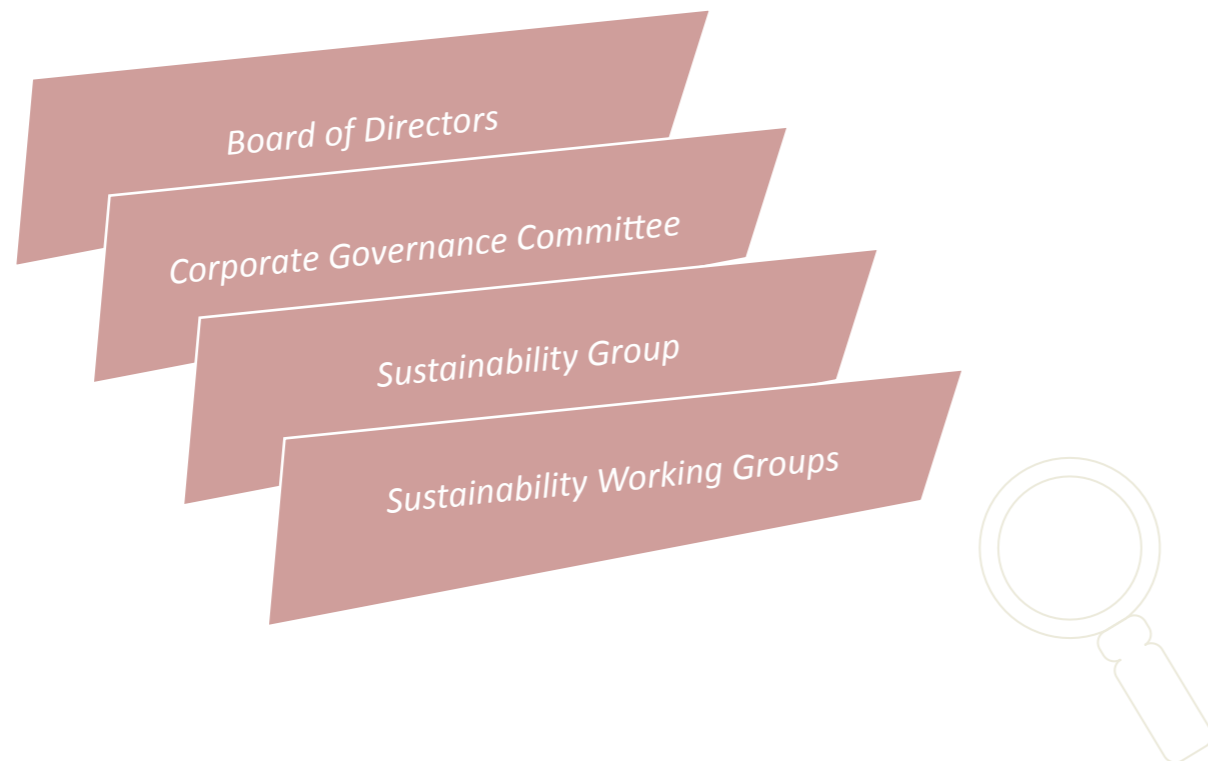 Board of Directors
Corporate Governance Committee
Sustainability Group
Sustainability Working Groups